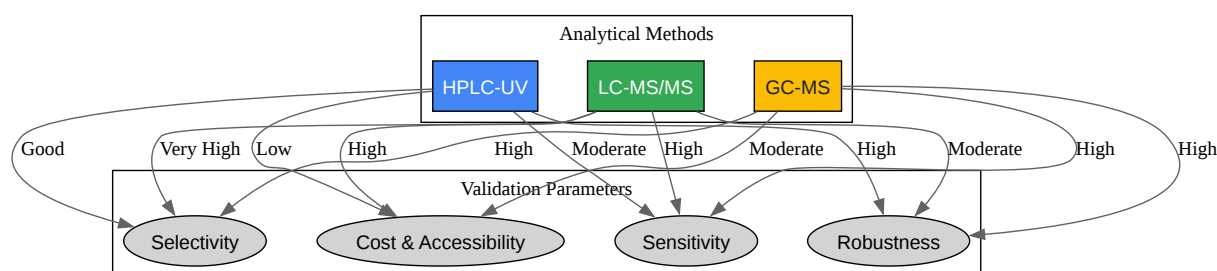 Analytical Methods
HPLC-UV
LC-MS/MS
GC-MS
Good
Very High
Low
High
High
Moderate
High
Moderate
High
Moderate
High
High
Validation Parameters
Selectivity
Cost & Accessibility
Sensitivity
Robustness